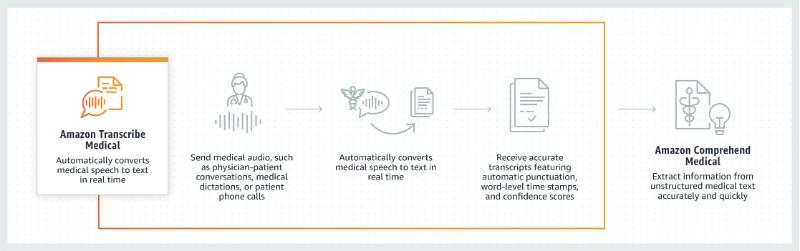 Amazon Transcribe
Medical
Automatically converts
medical speech to text
in real time
Send medical audio, such
as physician-patient
conversations, medical
dictations, or patient
phone calls
Automatically converts
medical speech to text in
real time
Receive accurate
transcripts featuring
automatic punctuation,
word-level time stamps,
and confidence scores
Amazon Comprehend
Medical
Extract information from
unstructured medical text
accurately and quickly